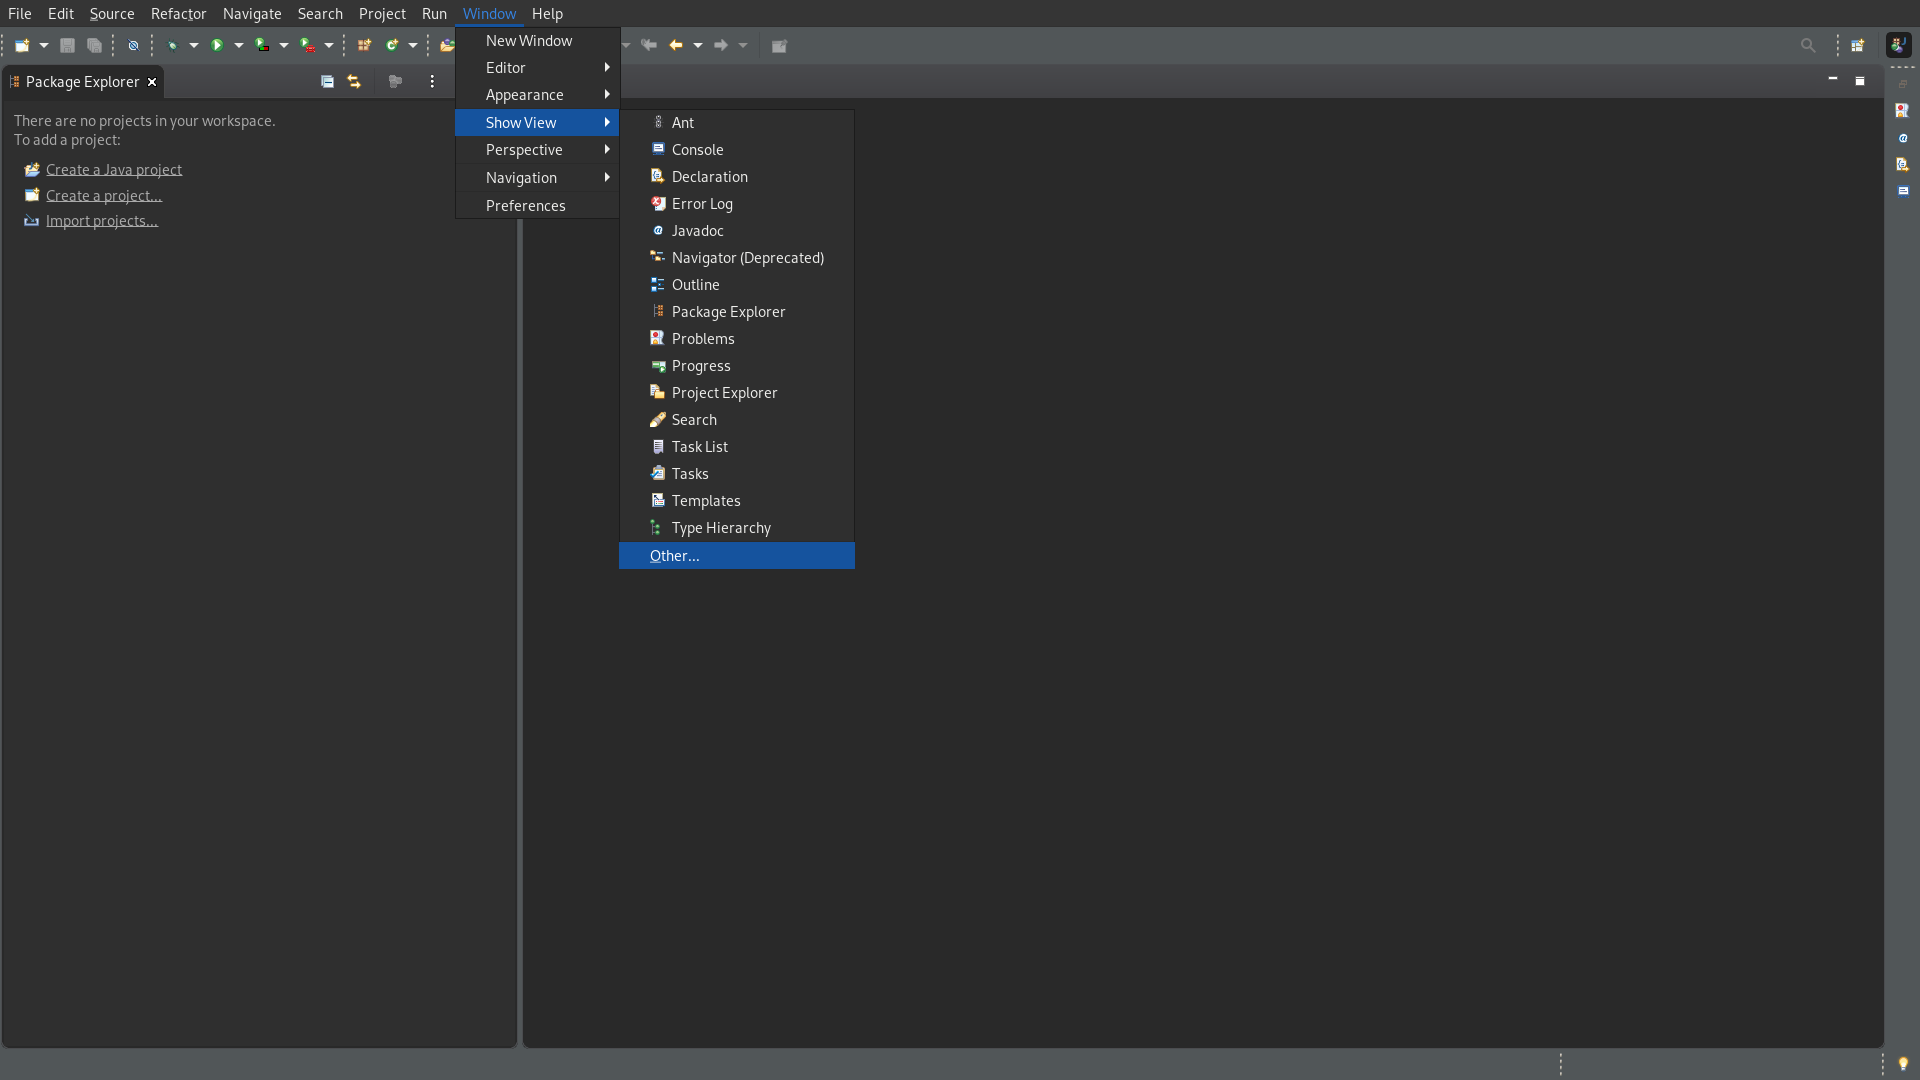 File Edit Source Refactor Navigate Search Project Run Window Help
Package Explorer
There are no projects in your workspace.
To add a project:
Create a Java project
Create a project...
Import projects...
New Window
Editor
Appearance
Show View
Perspective
Navigation
Preferences
Ant
Console
Declaration
Error Log
Javadoc
Navigator (Deprecated)
Outline
Package Explorer
Problems
Progress
Project Explorer
Search
Task List
Tasks
Templates
Type Hierarchy
Other...